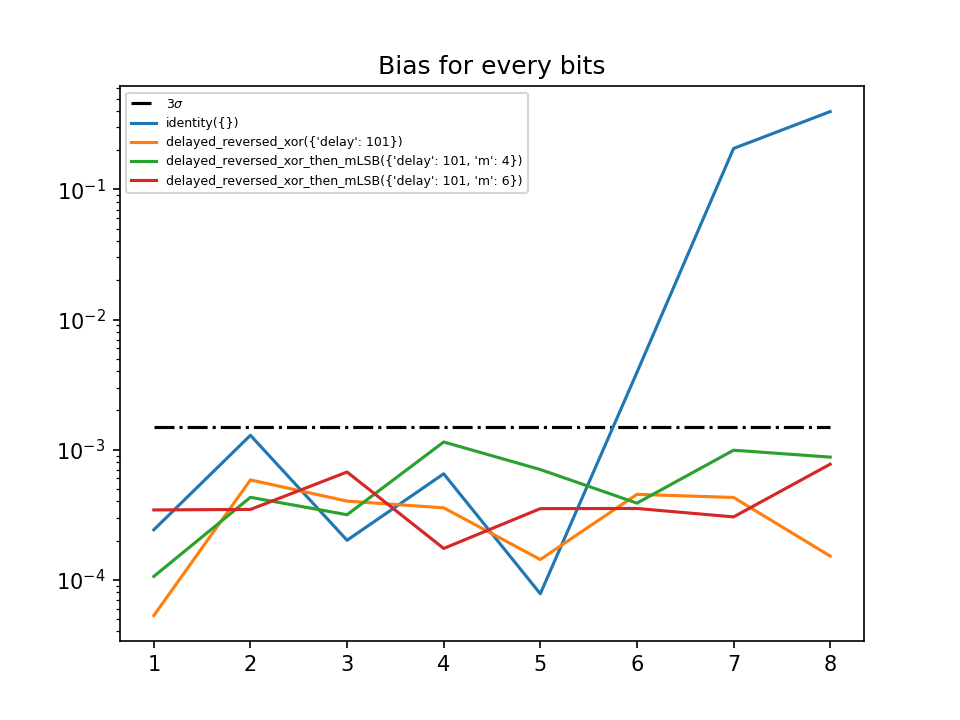 Bias for every bits
3σ
identity({})
delayed_reversed_xor({'delay': 101})
delayed_reversed_xor_then_mLSB({'delay': 101, 'm': 4})
delayed_reversed_xor_then_mLSB({'delay': 101, 'm': 6})
10⁻¹
10⁻²
10⁻³
10⁻⁴
1 2 3 4 5 6 7 8